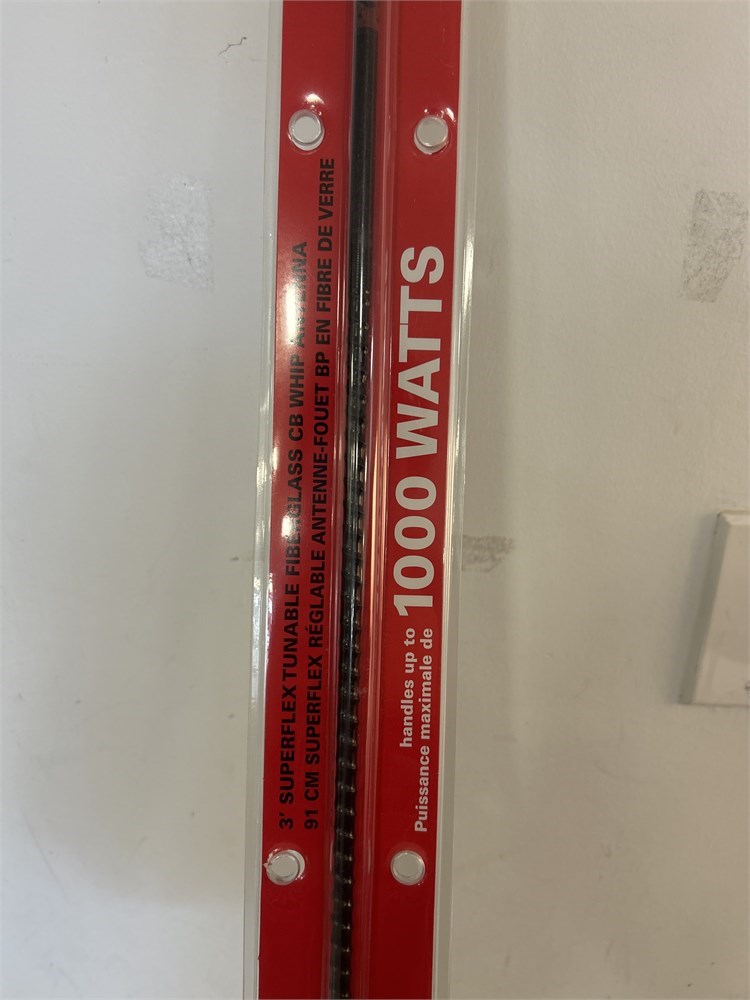 3' SUPERFLEX TUNABLE FIBERGLASS CB WHIP ANTENNA
91 CM SUPERFLEX RÉGLABLE ANTENNE-FOUET BP EN FIBRE DE VERRE
handles up to
Puissance maximale de
1000 WATTS